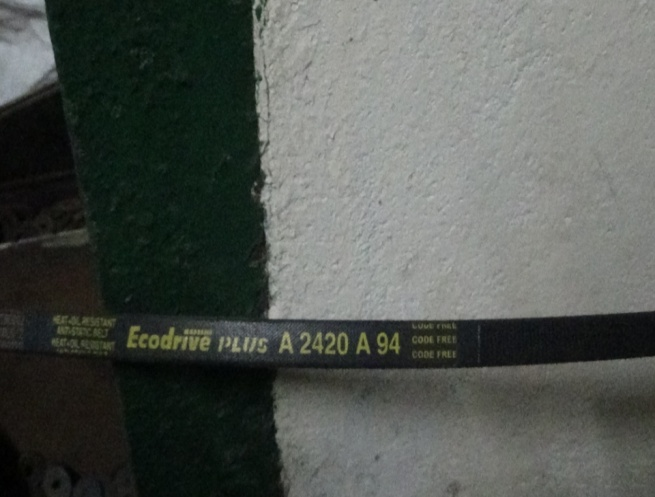 HEAT+OIL RESISTANT
ANTI-STATIC BELT
HEAT+OIL RESISTANT
Ecodrive PLUS A 2420 A 94
CODE FREE
CODE FREE
CODE FREE